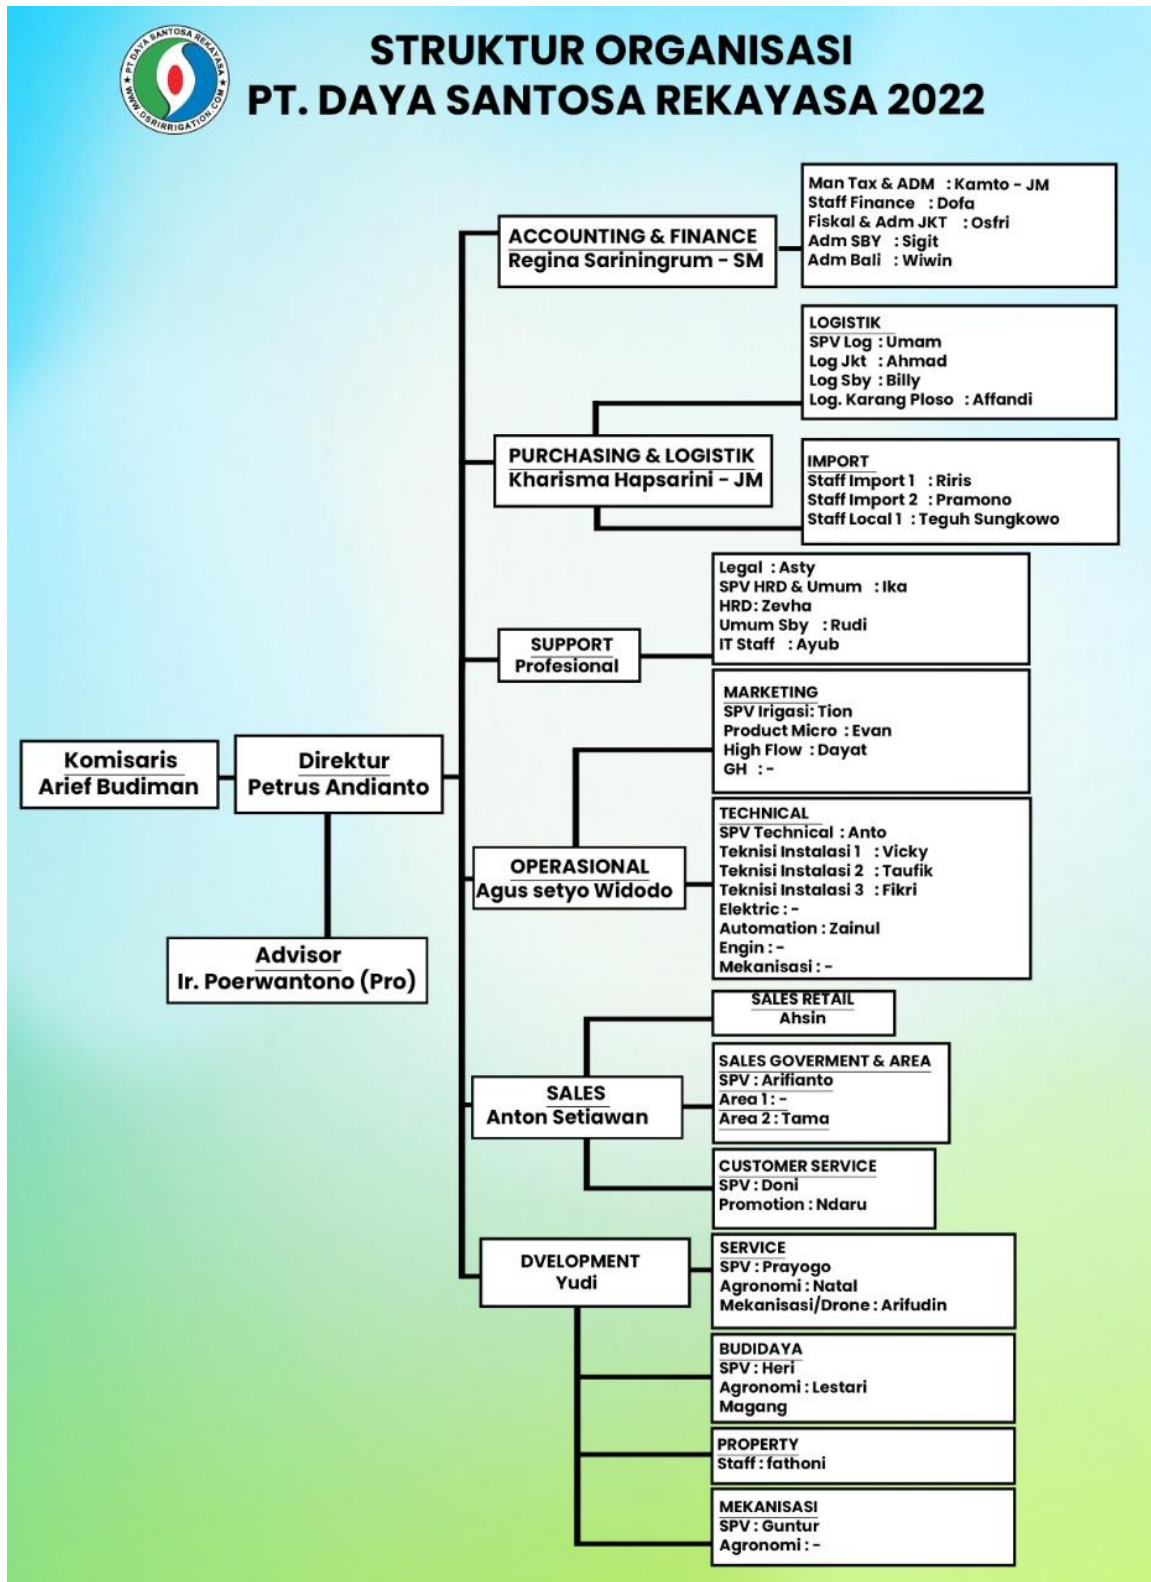 PT DAYA SANTOSA REKAYASA
WWW.DSRIRRIGATION.COM
STRUKTUR ORGANISASI
PT. DAYA SANTOSA REKAYASA 2022
Man Tax & ADM : Kamto - JM
Staff Finance : Dofa
Fiskal & Adm JKT : Osfri
Adm SBY : Sigit
Adm Bali : Wiwin
ACCOUNTING & FINANCE
Regina Sariningrum - SM
LOGISTIK
SPV Log : Umam
Log Jkt : Ahmad
Log Sby : Billy
Log. Karang Ploso : Affandi
PURCHASING & LOGISTIK
Kharisma Hapsarini - JM
IMPORT
Staff Import 1 : Riris
Staff Import 2 : Pramono
Staff Local 1 : Teguh Sungkowo
Legal : Asty
SPV HRD & Umum : Ika
HRD: Zevha
Umum Sby : Rudi
IT Staff : Ayub
SUPPORT
Profesional
MARKETING
SPV Irigasi: Tion
Product Micro : Evan
High Flow : Dayat
GH : -
Komisaris
Arief Budiman
Direktur
Petrus Andianto
TECHNICAL
SPV Technical : Anto
Teknisi Instalasi 1 : Vicky
Teknisi Instalasi 2 : Taufik
Teknisi Instalasi 3 : Fikri
Elektric : -
Automation : Zainul
Engin : -
Mekanisasi : -
OPERASIONAL
Agus setyo Widodo
Advisor
Ir. Poerwantono (Pro)
SALES RETAIL
Ahsin
SALES GOVERMENT & AREA
SPV : Arifianto
Area 1 : -
Area 2 : Tama
SALES
Anton Setiawan
CUSTOMER SERVICE
SPV : Doni
Promotion : Ndaru
DVELOPMENT
Yudi
SERVICE
SPV : Prayogo
Agronomi : Natal
Mekanisasi/Drone : Arifudin
BUDIDAYA
SPV : Heri
Agronomi : Lestari
Magang
PROPERTY
Staff : fathoni
MEKANISASI
SPV : Guntur
Agronomi : -